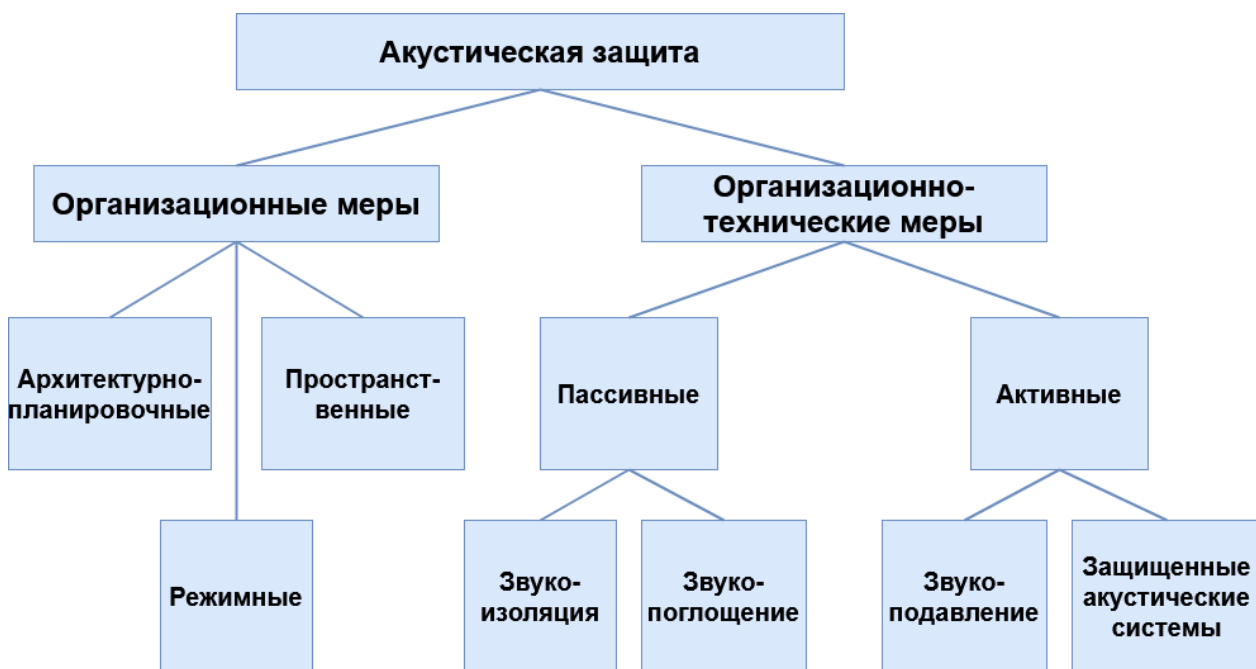 Акустическая защита
Организационные меры
Организационно-
технические меры
Архитектурно-
планировочные
Пространст-
венные
Пассивные
Активные
Режимные
Звуко-
изоляция
Звуко-
поглощение
Звуко-
подавление
Защищенные
акустические
системы